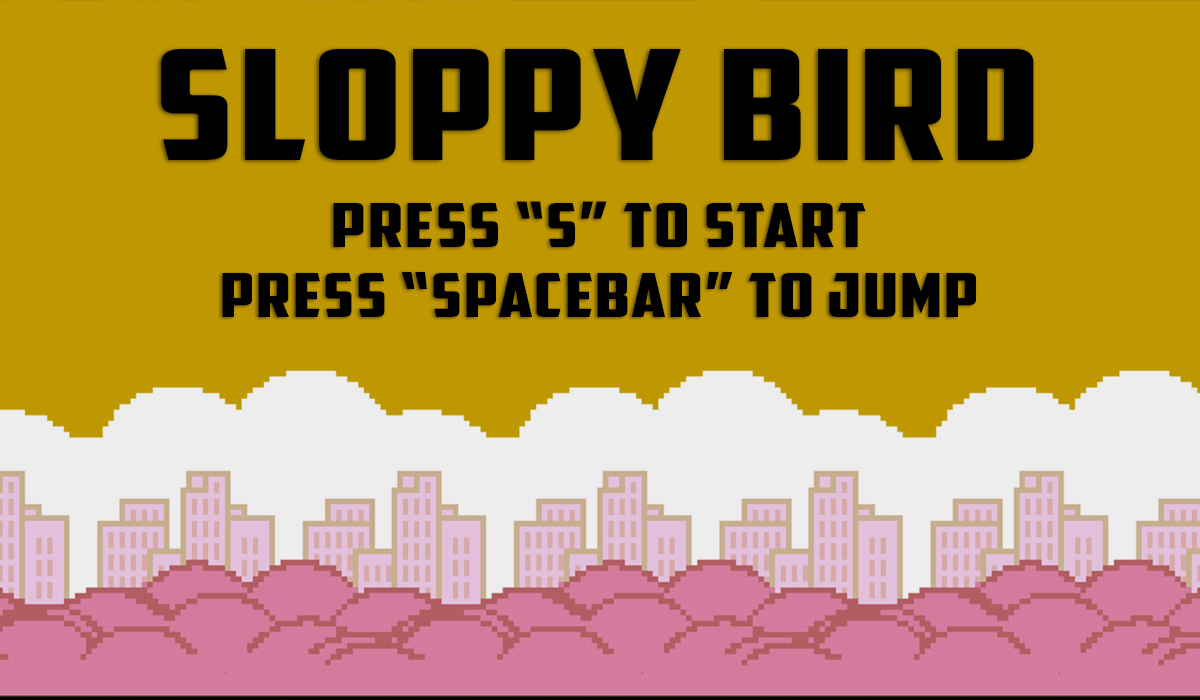 SLOPPY BIRD
PRESS “S” TO START
PRESS “SPACEBAR” TO JUMP